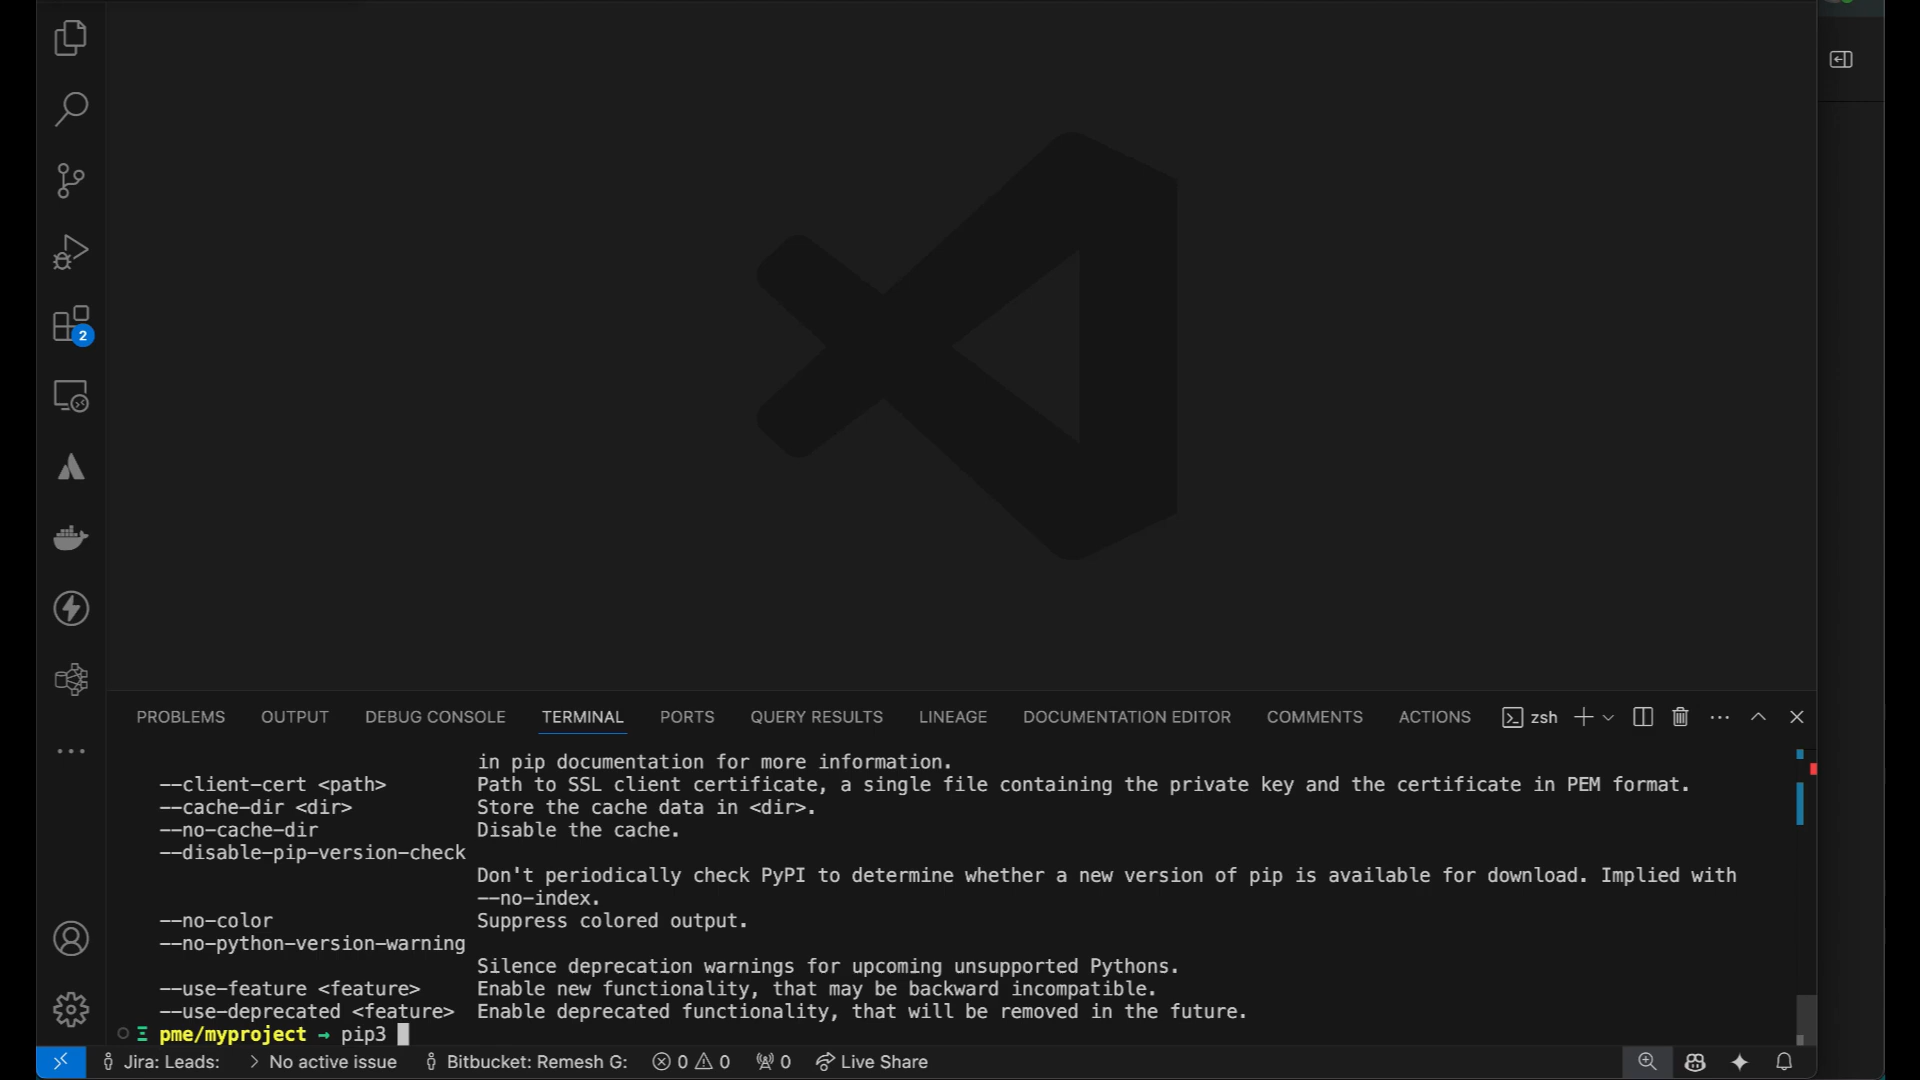 2
PROBLEMS OUTPUT DEBUG CONSOLE TERMINAL PORTS QUERY RESULTS LINEAGE DOCUMENTATION EDITOR COMMENTS ACTIONS zsh
in pip documentation for more information.
--client-cert <path> Path to SSL client certificate, a single file containing the private key and the certificate in PEM format.
--cache-dir <dir> Store the cache data in <dir>.
--no-cache-dir Disable the cache.
--disable-pip-version-check
Don't periodically check PyPI to determine whether a new version of pip is available for download. Implied with
--no-index.
--no-color Suppress colored output.
--no-python-version-warning
Silence deprecation warnings for upcoming unsupported Pythons.
--use-feature <feature> Enable new functionality, that may be backward incompatible.
--use-deprecated <feature> Enable deprecated functionality, that will be removed in the future.
Ξ pme/myproject → pip3
Jira: Leads: > No active issue Bitbucket: Remesh G: 0 0 0 Live Share